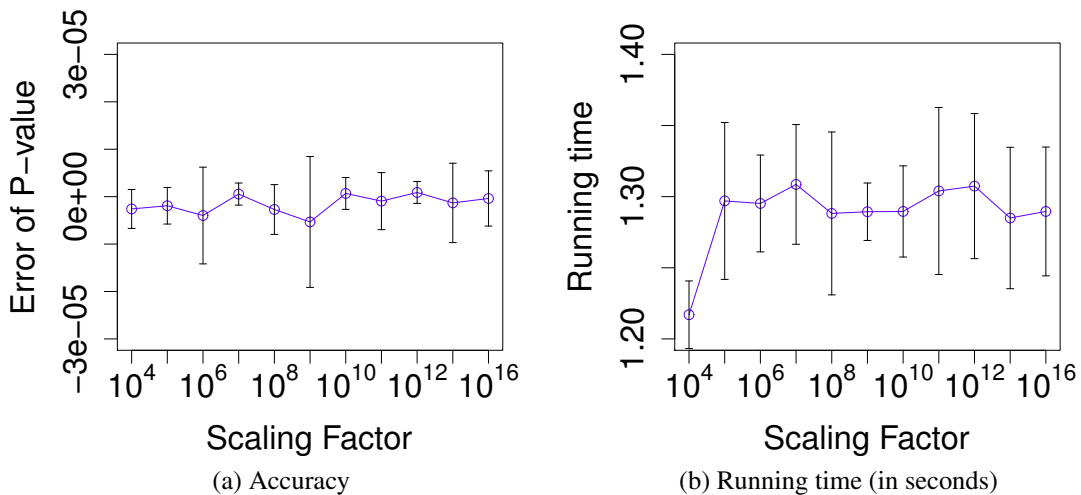 Error of P−value
3e−05
0e+00
−3e−05
10^4 10^6 10^8 10^10 10^12 10^16
Scaling Factor
(a) Accuracy
Running time
1.40
1.30
1.20
10^4 10^6 10^8 10^10 10^12 10^16
Scaling Factor
(b) Running time (in seconds)